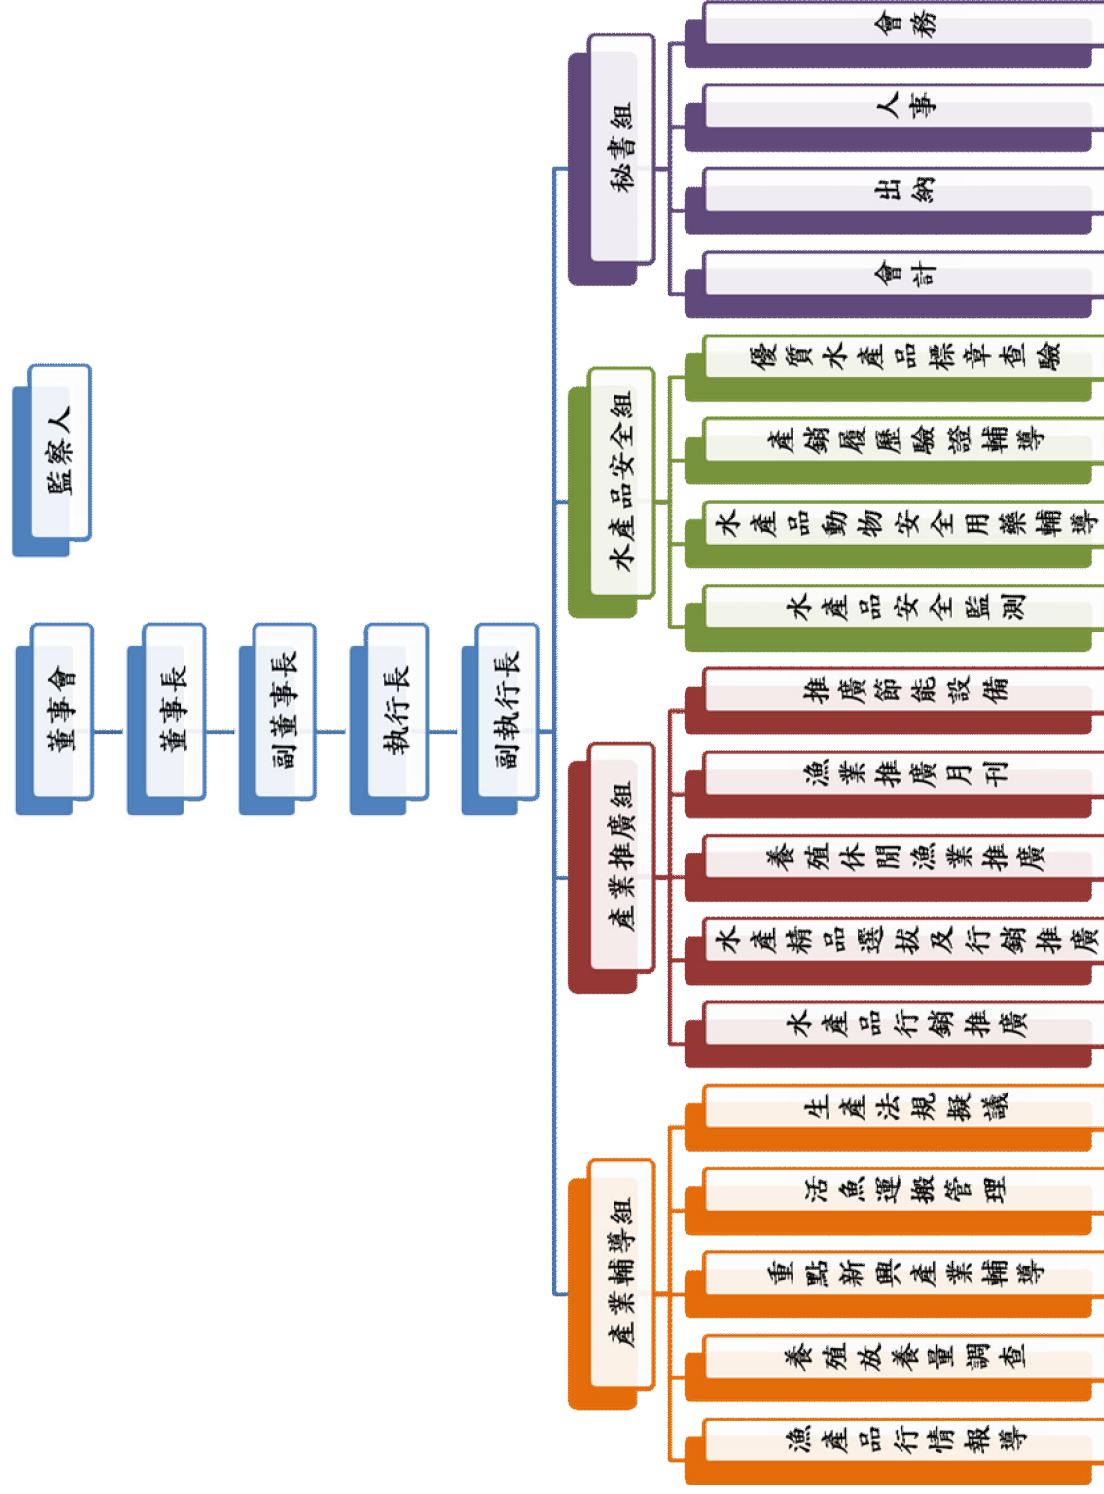 董事會
監察人
董事長
副董事長
執行長
副執行長
產業輔導組
產業推廣組
水產品安全組
秘書組
漁產品行情報導
養殖放養量調查
重點新興產業輔導
活魚運搬管理
生產法規擬議
水產品行銷推廣
水產精品選拔及行銷推廣
養殖休閒漁業推廣
漁業推廣月刊
推廣節能設備
水產品安全監測
水產品動物安全用藥輔導
產銷履歷驗證輔導
優質水產品標章查驗
會計
出納
人事
會務